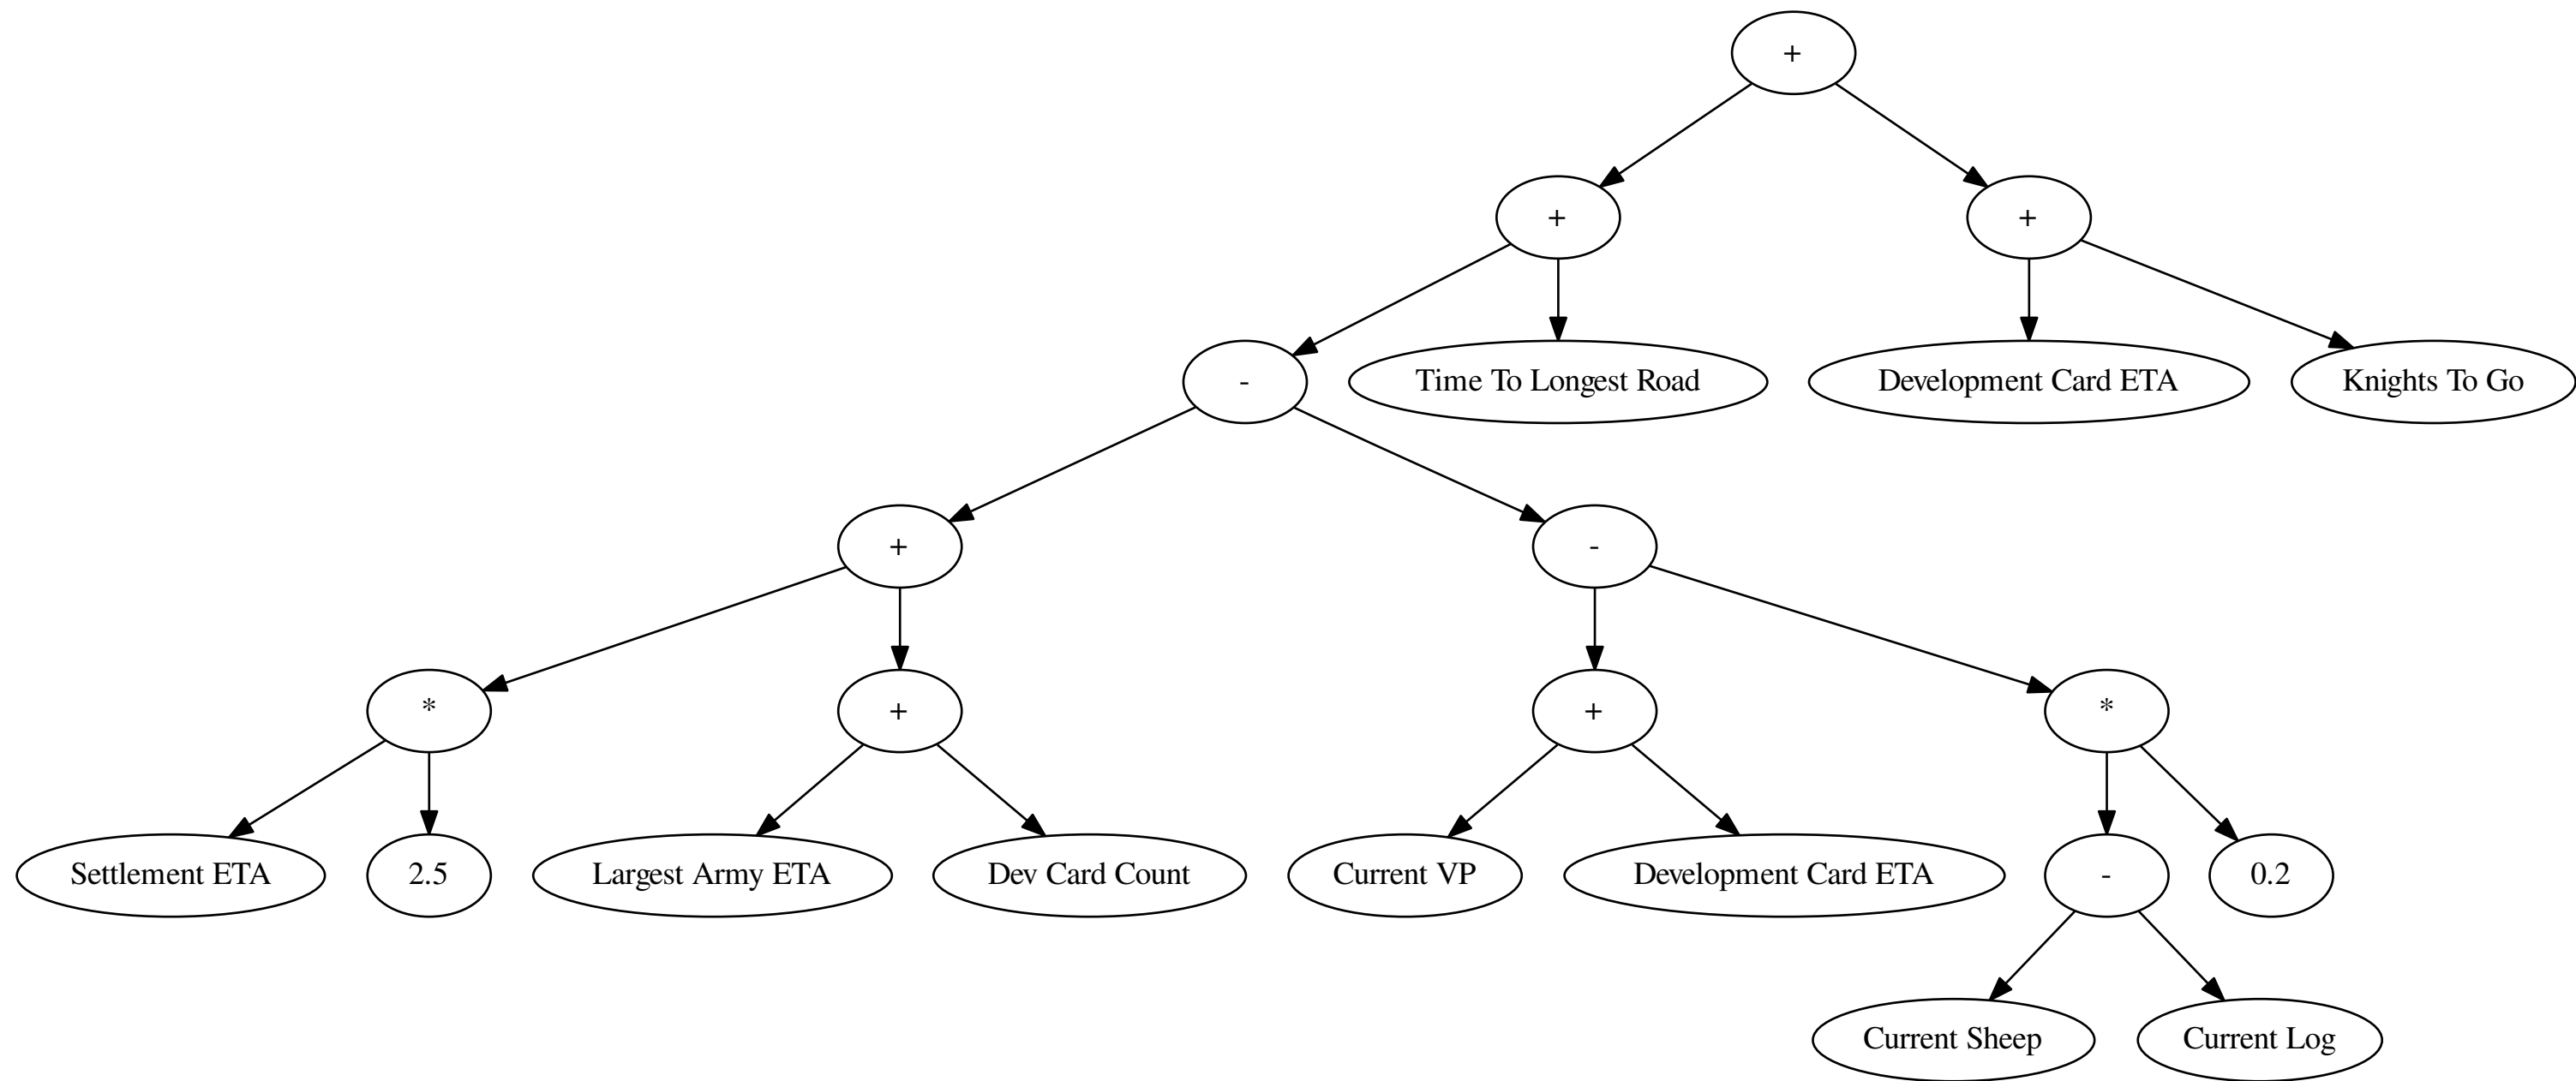 +
+
+
-
Time To Longest Road
Development Card ETA
Knights To Go
+
-
*
+
+
*
Settlement ETA
2.5
Largest Army ETA
Dev Card Count
Current VP
Development Card ETA
-
0.2
Current Sheep
Current Log